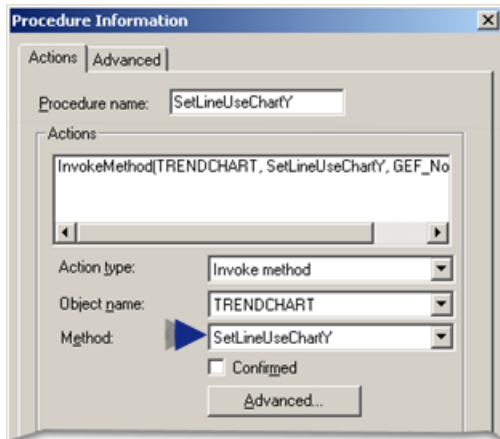 Procedure Information
Actions Advanced
Procedure name: SetLineUseChartY
Actions
InvokeMethod(TRENDCHART, SetLineUseChartY, GEF_No
Action type: Invoke method
Object name: TRENDCHART
Method: SetLineUseChartY
Confirmed
Advanced...